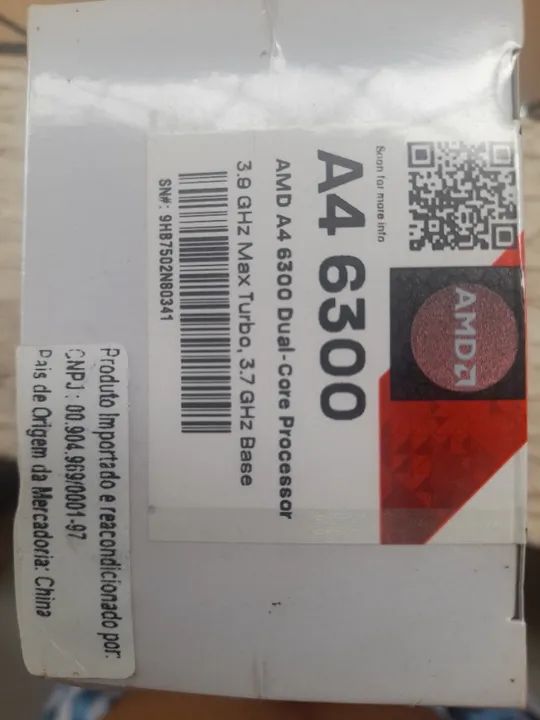 Scan for more info
AMD
A4 6300
AMD A4 6300 Dual-Core Processor
3.9 GHz Max Turbo, 3.7 GHz Base
SN#: 9HB7502N80341
Produto Importado e reacondicionado por:
CNPJ : 00.904.969/0001-97
Pais de Origem da Mercadoria: China